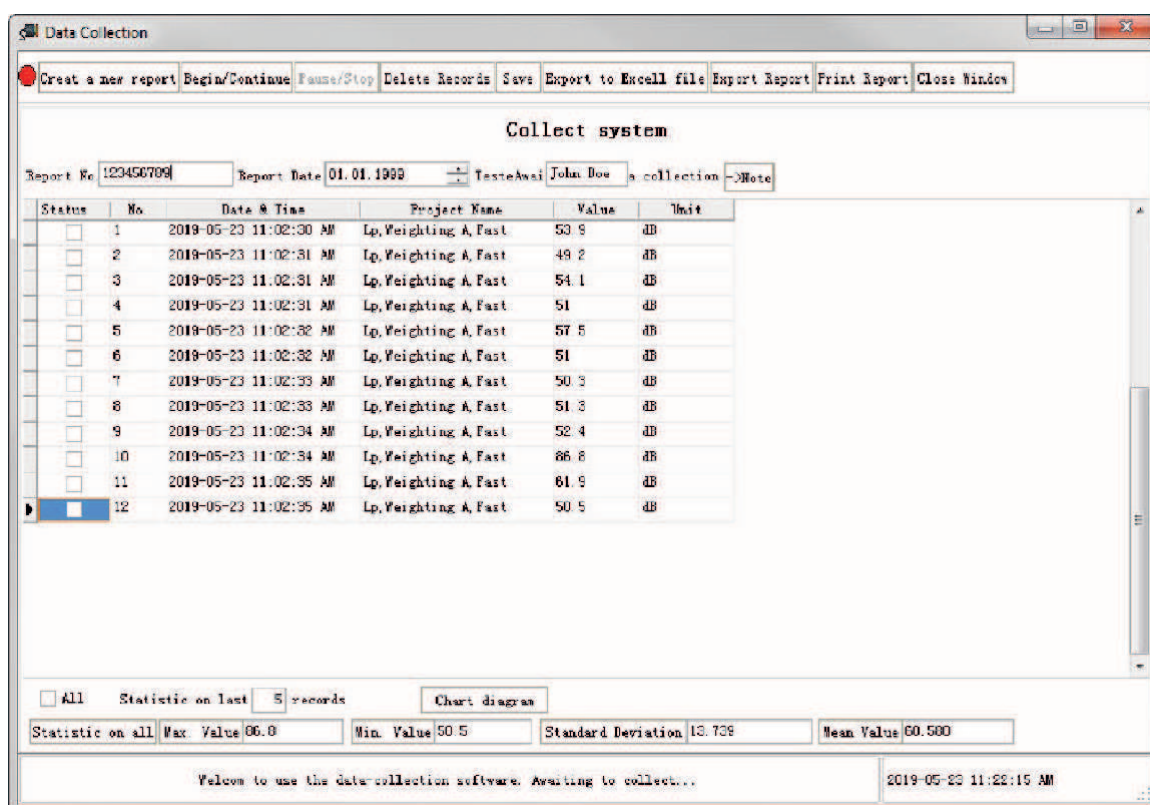 Data Collection
Creat a new report Begin/Continue Pause/Stop Delete Records Save Export to Excell file Export Report Print Report Close Window
Collect system
Report No 123456789 Report Date 01.01.1999 TesteAwai John Doe a collection ->Note
Status No Date & Time Project Name Value Unit
1 2019-05-23 11:02:30 AM Lp,Weighting A,Fast 53.9 dB
2 2019-05-23 11:02:31 AM Lp,Weighting A,Fast 49.2 dB
3 2019-05-23 11:02:31 AM Lp,Weighting A,Fast 54.1 dB
4 2019-05-23 11:02:31 AM Lp,Weighting A,Fast 51 dB
5 2019-05-23 11:02:32 AM Lp,Weighting A,Fast 57.5 dB
6 2019-05-23 11:02:32 AM Lp,Weighting A,Fast 51 dB
7 2019-05-23 11:02:33 AM Lp,Weighting A,Fast 50.3 dB
8 2019-05-23 11:02:33 AM Lp,Weighting A,Fast 51.3 dB
9 2019-05-23 11:02:34 AM Lp,Weighting A,Fast 52.4 dB
10 2019-05-23 11:02:34 AM Lp,Weighting A,Fast 86.8 dB
11 2019-05-23 11:02:35 AM Lp,Weighting A,Fast 61.9 dB
12 2019-05-23 11:02:35 AM Lp,Weighting A,Fast 50.5 dB
All Statistic on last 5 records Chart diagram
Statistic on all Max. Value 86.8 Min. Value 50.5 Standard Deviation 13.739 Mean Value 60.580
Welcom to use the data-collection software. Awaiting to collect... 2019-05-23 11:22:15 AM